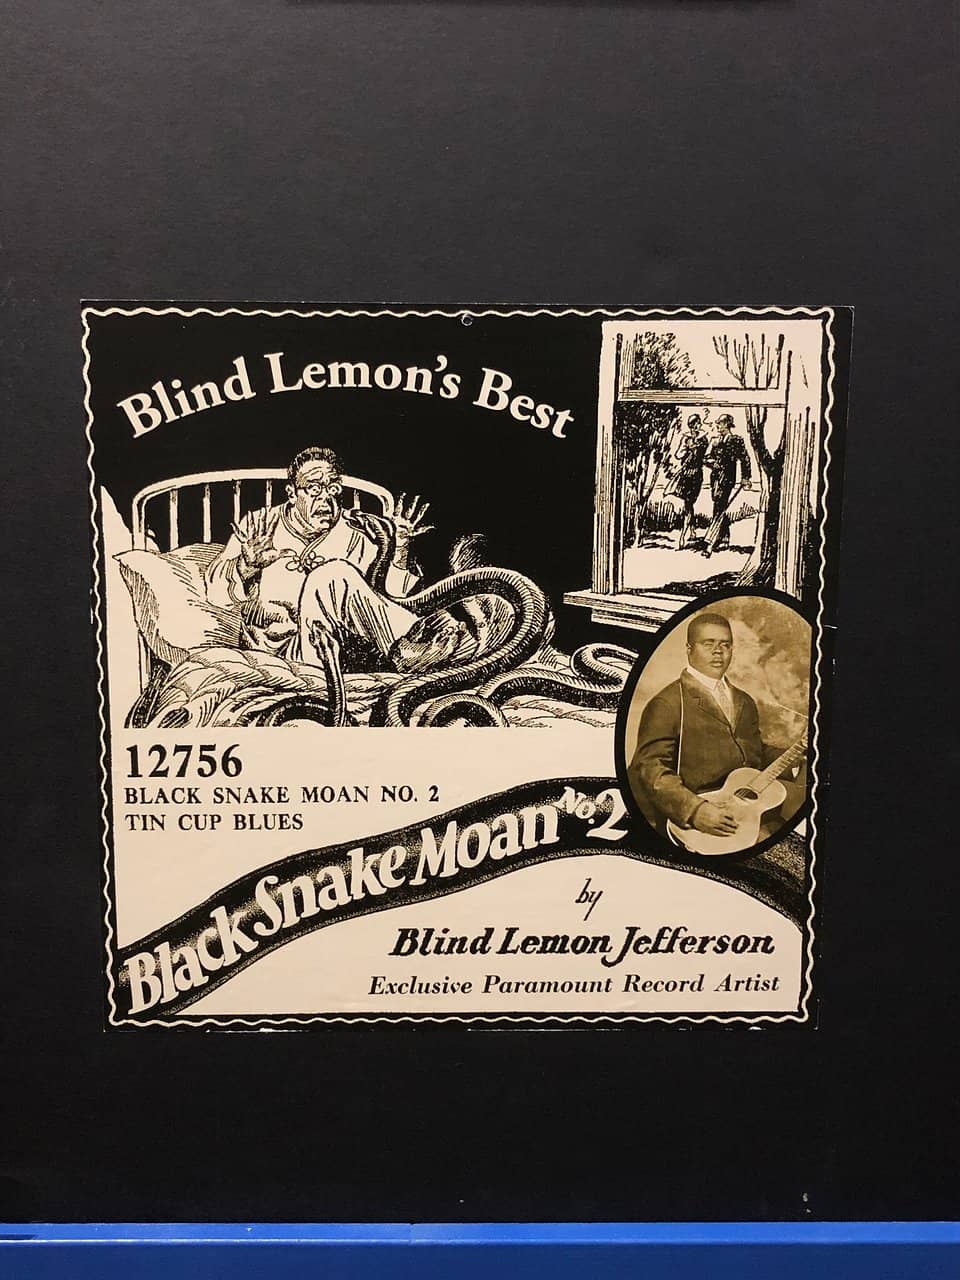 Blind Lemon's Best
12756
BLACK SNAKE MOAN NO. 2
TIN CUP BLUES
Black Snake Moan No. 2
by
Blind Lemon Jefferson
Exclusive Paramount Record Artist